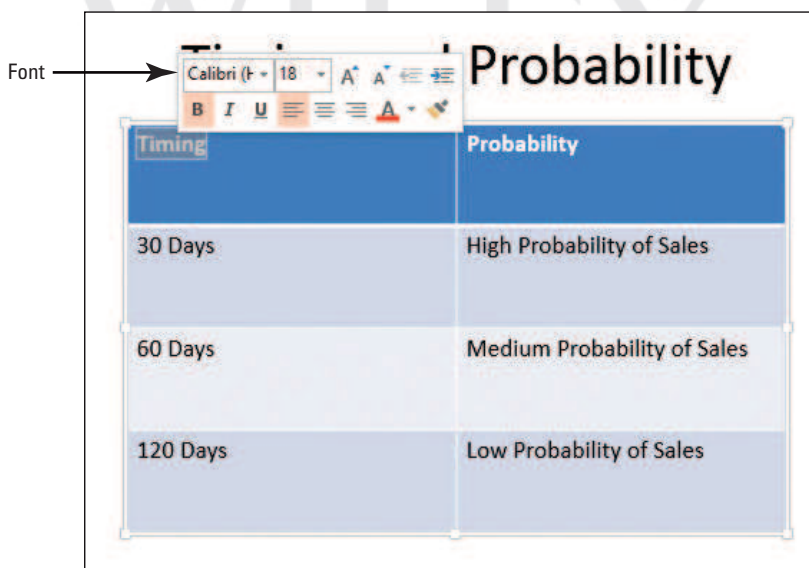 Font
Probability
Calibri (H 18 A A
B I U A
Timing Probability
30 Days High Probability of Sales
60 Days Medium Probability of Sales
120 Days Low Probability of Sales